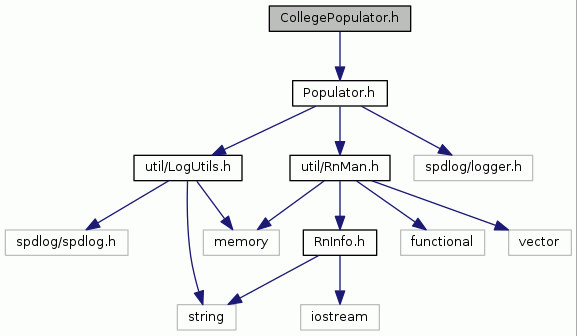 CollegePopulator.h
Populator.h
util/LogUtils.h
util/RnMan.h
spdlog/logger.h
spdlog/spdlog.h
memory
RnInfo.h
functional
vector
string
iostream